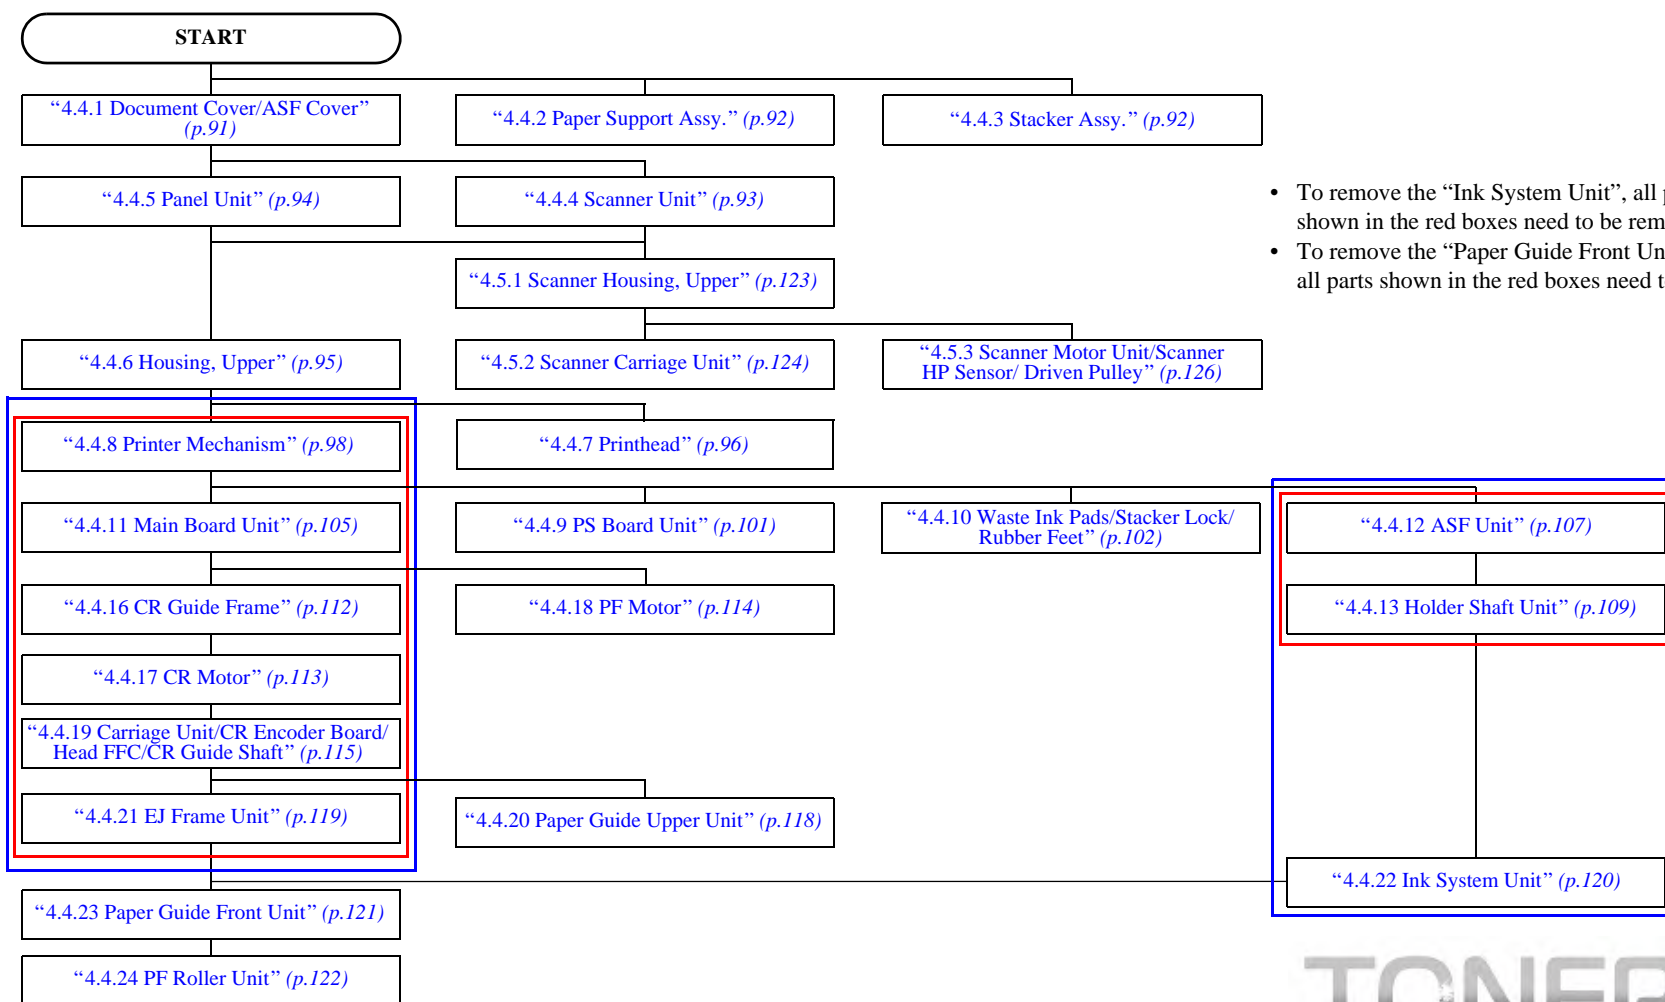 START
“4.4.1 Document Cover/ASF Cover”
(p.91)
“4.4.2 Paper Support Assy.” (p.92)
“4.4.3 Stacker Assy.” (p.92)
“4.4.5 Panel Unit” (p.94)
“4.4.4 Scanner Unit” (p.93)
• To remove the “Ink System Unit”, all
shown in the red boxes need to be
• To remove the “Paper Guide Front
all parts shown in the red boxes need
“4.5.1 Scanner Housing, Upper” (p.123)
“4.4.6 Housing, Upper” (p.95)
“4.5.2 Scanner Carriage Unit” (p.124)
“4.5.3 Scanner Motor Unit/Scanner
HP Sensor/ Driven Pulley” (p.126)
“4.4.8 Printer Mechanism” (p.98)
“4.4.7 Printhead” (p.96)
“4.4.11 Main Board Unit” (p.105)
“4.4.9 PS Board Unit” (p.101)
“4.4.10 Waste Ink Pads/Stacker Lock/
Rubber Feet” (p.102)
“4.4.12 ASF Unit” (p.107)
“4.4.16 CR Guide Frame” (p.112)
“4.4.18 PF Motor” (p.114)
“4.4.13 Holder Shaft Unit” (p.109)
“4.4.17 CR Motor” (p.113)
“4.4.19 Carriage Unit/CR Encoder Board/
Head FFC/CR Guide Shaft” (p.115)
“4.4.21 EJ Frame Unit” (p.119)
“4.4.20 Paper Guide Upper Unit” (p.118)
“4.4.22 Ink System Unit” (p.120)
“4.4.23 Paper Guide Front Unit” (p.121)
“4.4.24 PF Roller Unit” (p.122)